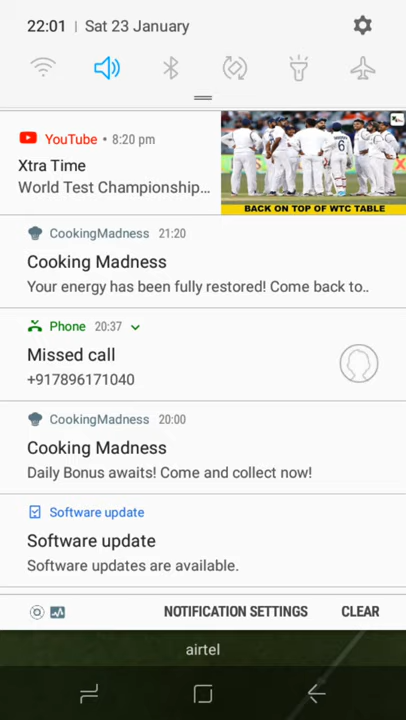 22:01 | Sat 23 January
YouTube • 8:20 pm
Xtra Time
World Test Championship...
6
BACK ON TOP OF WTC TABLE
CookingMadness 21:20
Cooking Madness
Your energy has been fully restored! Come back to..
Phone 20:37
Missed call
+917896171040
CookingMadness 20:00
Cooking Madness
Daily Bonus awaits! Come and collect now!
Software update
Software update
Software updates are available.
NOTIFICATION SETTINGS CLEAR
airtel